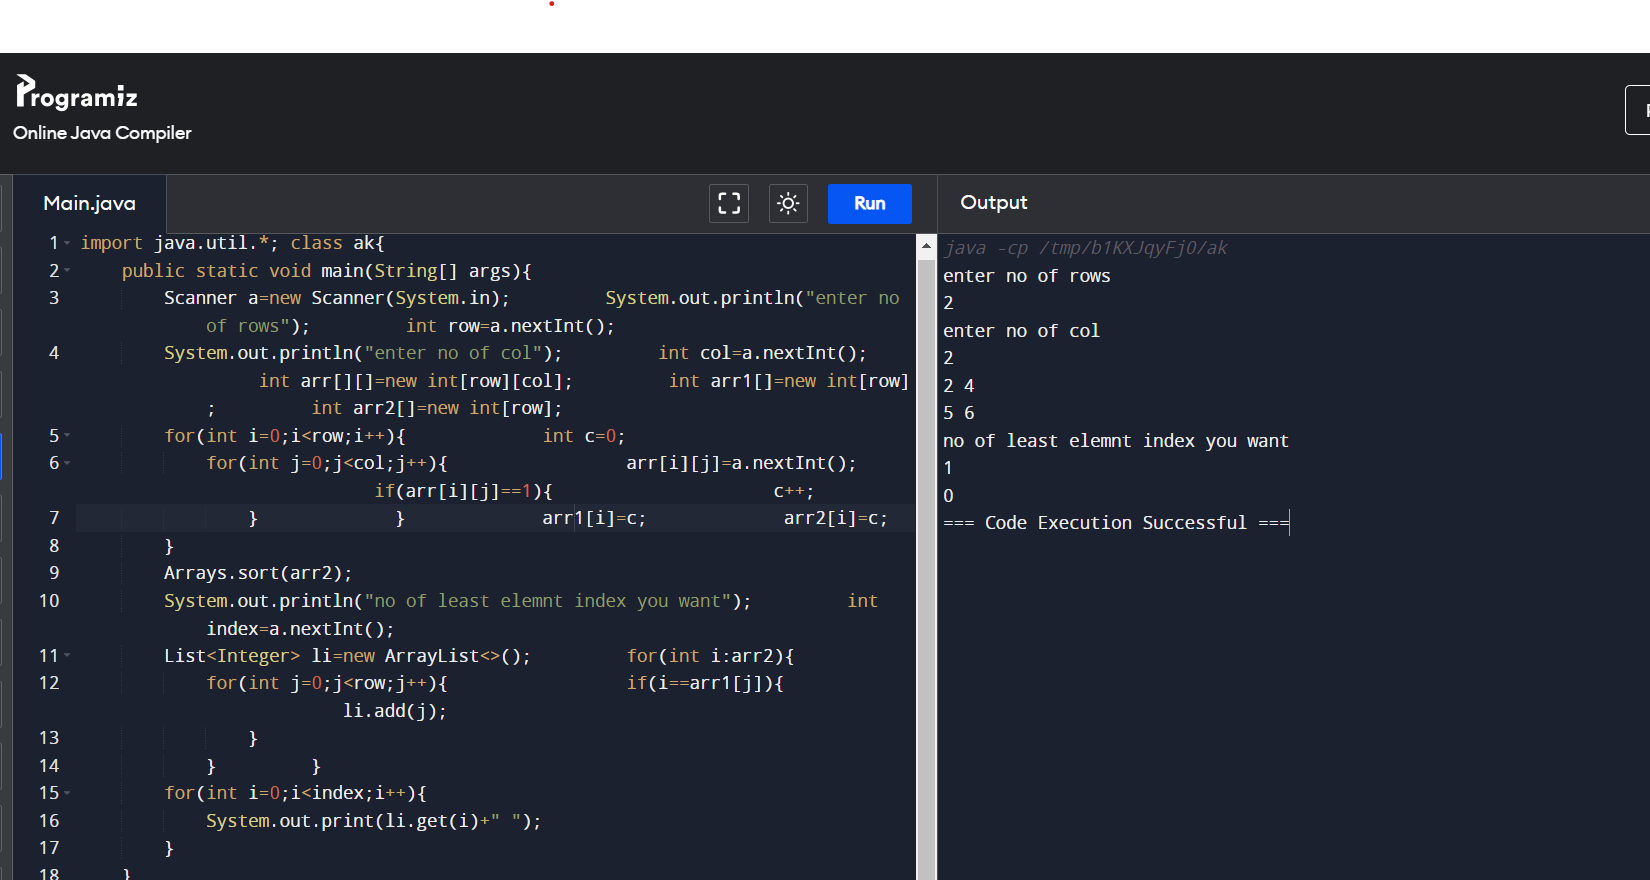 Programiz
Online Java Compiler
Main.java
Run
Output
1 import java.util.*; class ak{
2 public static void main(String[] args){
3 Scanner a=new Scanner(System.in); System.out.println("enter no
of rows"); int row=a.nextInt();
4 System.out.println("enter no of col"); int col=a.nextInt();
int arr[][]=new int[row][col]; int arr1[]=new int[row]
; int arr2[]=new int[row];
5 for(int i=0;i<row;i++){ int c=0;
6 for(int j=0;j<col;j++){ arr[i][j]=a.nextInt();
if(arr[i][j]==1){ c++;
7 } } arr1[i]=c; arr2[i]=c;
8 }
9 Arrays.sort(arr2);
10 System.out.println("no of least elemnt index you want"); int
index=a.nextInt();
11 List<Integer> li=new ArrayList<>(); for(int i:arr2){
12 for(int j=0;j<row;j++){ if(i==arr1[j]){
li.add(j);
13 }
14 } }
15 for(int i=0;i<index;i++){
16 System.out.print(li.get(i)+" ");
17 }
18 }
java -cp /tmp/b1KXJqyFjO/ak
enter no of rows
2
enter no of col
2
2 4
5 6
no of least elemnt index you want
1
0
=== Code Execution Successful ===